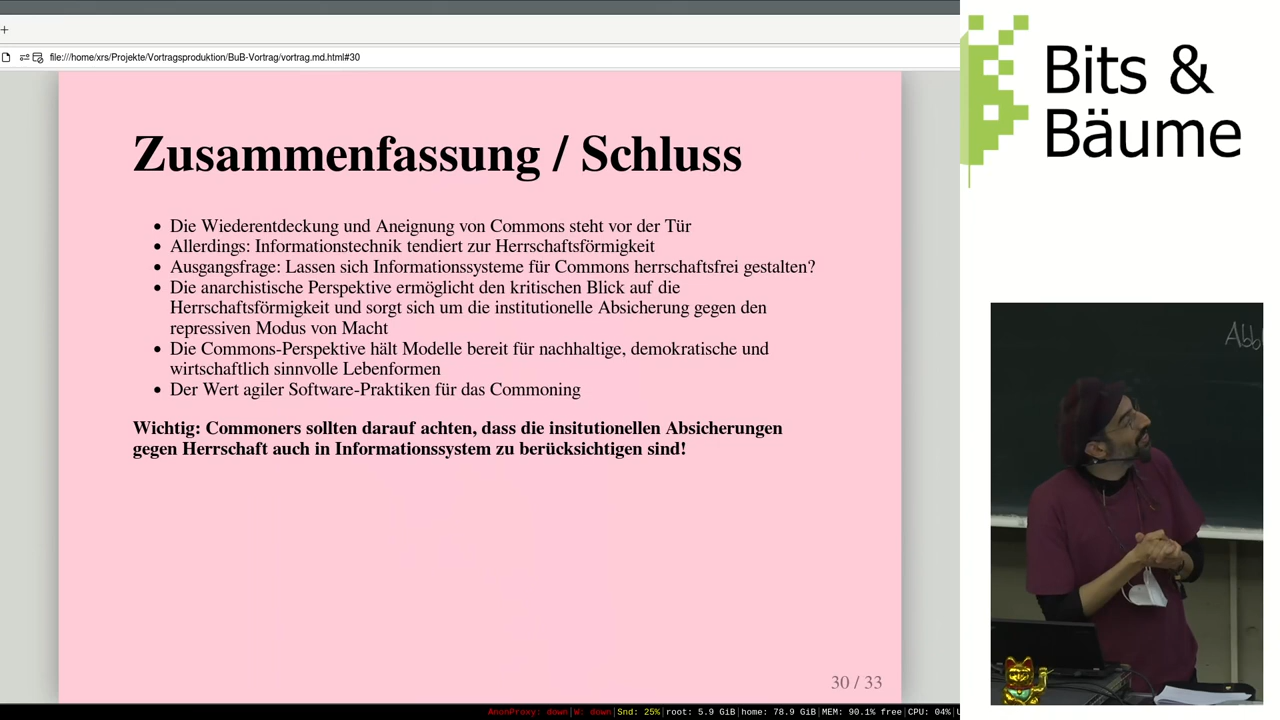 +
file:///home/xrs/Projekte/Vortragsproduktion/BuB-Vortrag/vortrag.md.html#30
Zusammenfassung / Schluss
Die Wiederentdeckung und Aneignung von Commons steht vor der Tür
Allerdings: Informationstechnik tendiert zur Herrschaftsförmigkeit
Ausgangsfrage: Lassen sich Informationssysteme für Commons herrschaftsfrei gestalten?
Die anarchistische Perspektive ermöglicht den kritischen Blick auf die
Herrschaftsförmigkeit und sorgt sich um die institutionelle Absicherung gegen den
repressiven Modus von Macht
Die Commons-Perspektive hält Modelle bereit für nachhaltige, demokratische und
wirtschaftlich sinnvolle Lebenformen
Der Wert agiler Software-Praktiken für das Commoning
Wichtig: Commoners sollten darauf achten, dass die insitutionellen Absicherungen
gegen Herrschaft auch in Informationssystem zu berücksichtigen sind!
30 / 33
AnonProxy: down|W: down|Snd: 25%|root: 5.9 GiB|home: 78.9 GiB|MEM: 90.1% free|CPU: 04%|
Bits &
Bäume
Abb